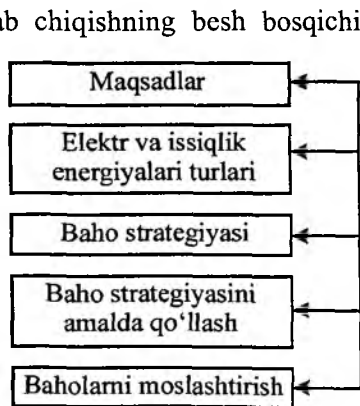 ab chiqishning besh bosqichi
Maqsadlar
Elektr va issiqlik
energiyalari turlari
Baho strategiyasi
Baho strategiyasini
amalda qo‘llash
Baholarni moslashtirish